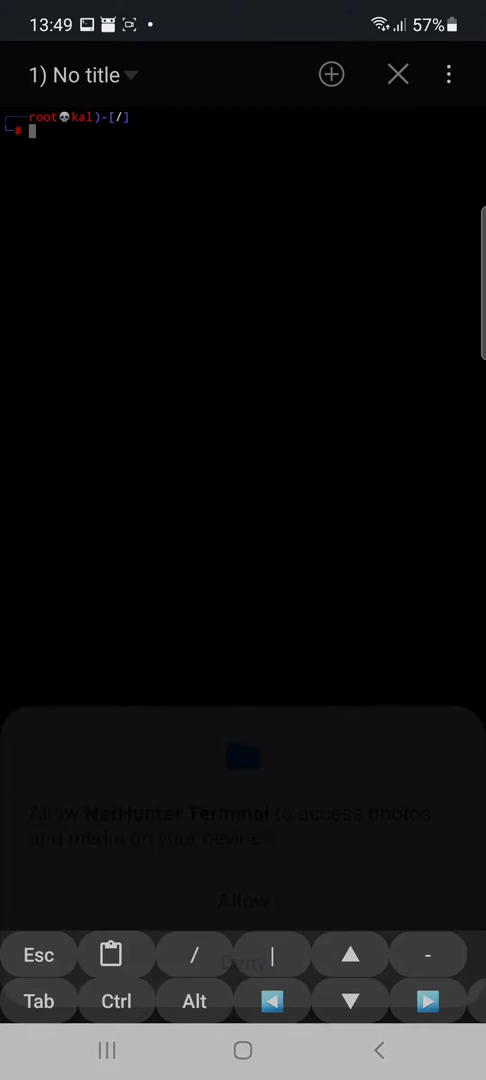 13:49
57%
1) No title
root💀kal)-[/]
#
Allow NetHunter Terminal to access photos
and media on your device?
Allow
Esc / | ▲ -
Deny
Tab Ctrl Alt ◀ ▼ ▶